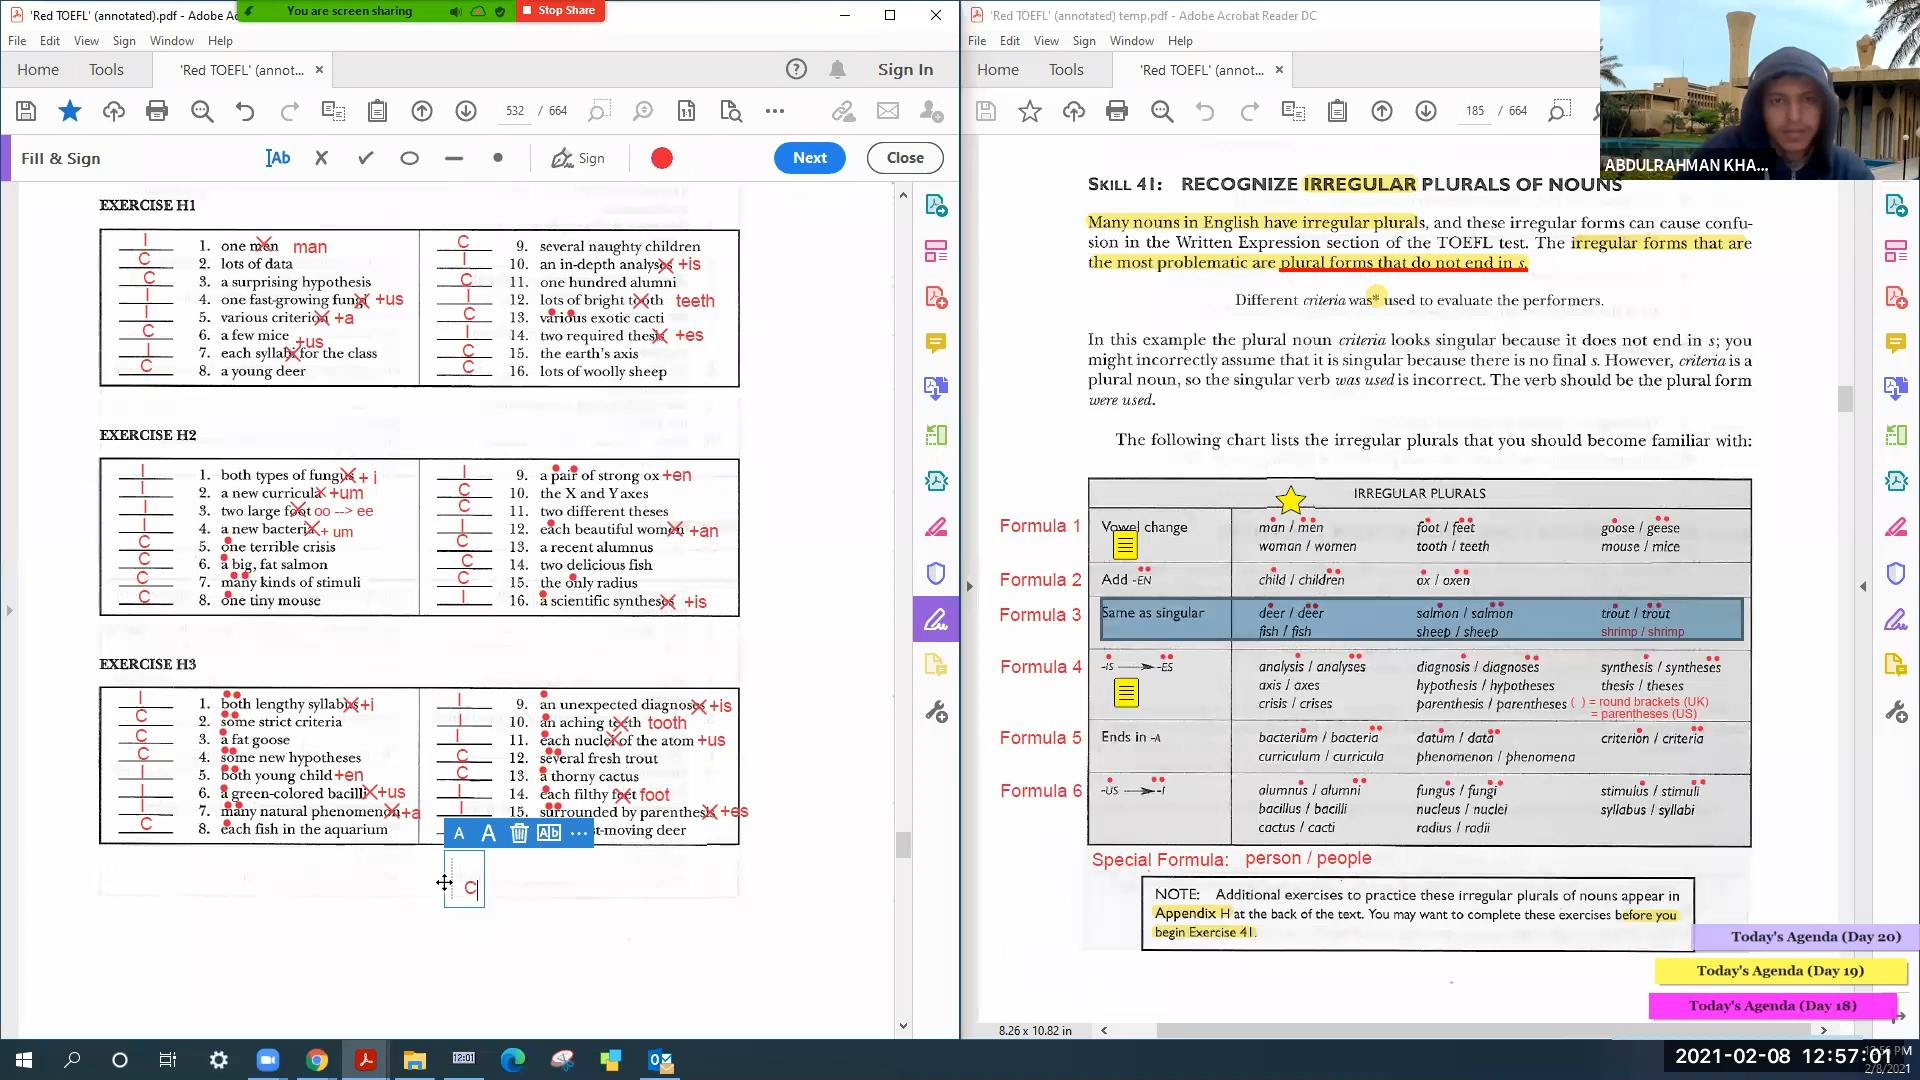 'Red TOEFL' (annotated).pdf - Adobe Ac
You are screen sharing
Stop Share
File Edit View Sign Window Help
Home Tools 'Red TOEFL' (annot... × Sign In
532 / 664
Fill & Sign Ab Sign Next Close
EXERCISE H1
I 1. one men man
C 2. lots of data
C 3. a surprising hypothesis
I 4. one fast-growing fungi +us
I 5. various criterion +a
C 6. a few mice
I 7. each syllabi for the class +us
C 8. a young deer
C 9. several naughty children
I 10. an in-depth analyses +is
C 11. one hundred alumni
I 12. lots of bright tooth teeth
C 13. various exotic cacti
I 14. two required thesis +es
C 15. the earth's axis
C 16. lots of woolly sheep
EXERCISE H2
I 1. both types of fungus + i
I 2. a new curricula +um
I 3. two large foot oo --> ee
I 4. a new bacteria + um
C 5. one terrible crisis
C 6. a big, fat salmon
C 7. many kinds of stimuli
C 8. one tiny mouse
I 9. a pair of strong ox +en
C 10. the X and Y axes
C 11. two different theses
I 12. each beautiful women +an
C 13. a recent alumnus
C 14. two delicious fish
C 15. the only radius
I 16. a scientific syntheses +is
EXERCISE H3
I 1. both lengthy syllabus +i
C 2. some strict criteria
C 3. a fat goose
C 4. some new hypotheses
I 5. both young child +en
I 6. a green-colored bacilli +us
I 7. many natural phenomenon +a
C 8. each fish in the aquarium
I 9. an unexpected diagnoses +is
I 10. an aching teeth tooth
I 11. each nuclei of the atom +us
C 12. several fresh trout
C 13. a thorny cactus
I 14. each filthy feet foot
I 15. surrounded by parenthesis +es
st-moving deer
A A Ab
C
'Red TOEFL' (annotated) temp.pdf - Adobe Acrobat Reader DC
File Edit View Sign Window Help
Home Tools 'Red TOEFL' (annot... ×
185 / 664
ABDULRAHMAN KHA...
SKILL 41: RECOGNIZE IRREGULAR PLURALS OF NOUNS
Many nouns in English have irregular plurals, and these irregular forms can cause confu-
sion in the Written Expression section of the TOEFL test. The irregular forms that are
the most problematic are plural forms that do not end in s.
Different criteria was* used to evaluate the performers.
In this example the plural noun criteria looks singular because it does not end in s; you
might incorrectly assume that it is singular because there is no final s. However, criteria is a
plural noun, so the singular verb was used is incorrect. The verb should be the plural form
were used.
The following chart lists the irregular plurals that you should become familiar with:
IRREGULAR PLURALS
Formula 1 Vowel change man / men foot / feet goose / geese
woman / women tooth / teeth mouse / mice
Formula 2 Add -EN child / children ox / oxen
Formula 3 Same as singular deer / deer salmon / salmon trout / trout
fish / fish sheep / sheep shrimp / shrimp
Formula 4 -IS -ES analysis / analyses diagnosis / diagnoses synthesis / syntheses
axis / axes hypothesis / hypotheses thesis / theses
crisis / crises parenthesis / parentheses ( ) = round brackets (UK)
= parentheses (US)
Formula 5 Ends in -A bacterium / bacteria datum / data criterion / criteria
curriculum / curricula phenomenon / phenomena
Formula 6 -US -I alumnus / alumni fungus / fungi stimulus / stimuli
bacillus / bacilli nucleus / nuclei syllabus / syllabi
cactus / cacti radius / radii
Special Formula: person / people
NOTE: Additional exercises to practice these irregular plurals of nouns appear in
Appendix H at the back of the text. You may want to complete these exercises before you
begin Exercise 41.
Today's Agenda (Day 20)
Today's Agenda (Day 19)
Today's Agenda (Day 18)
8.26 x 10.82 in
12:01
2021-02-08 12:57:01
2/8/2021